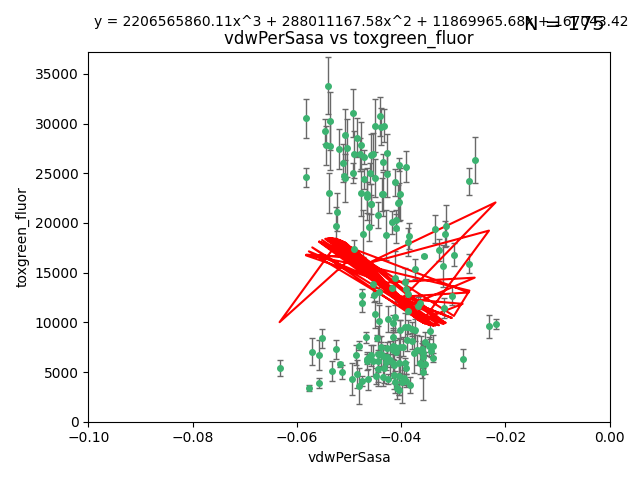 y = 2206565860.11x^3 + 288011167.58x^2 + 11869965.68x + 167043.42
N = 175
vdwPerSasa vs toxgreen_fluor
toxgreen_fluor
35000
30000
25000
20000
15000
10000
5000
0
−0.10
−0.08
−0.06
−0.04
−0.02
0.00
vdwPerSasa